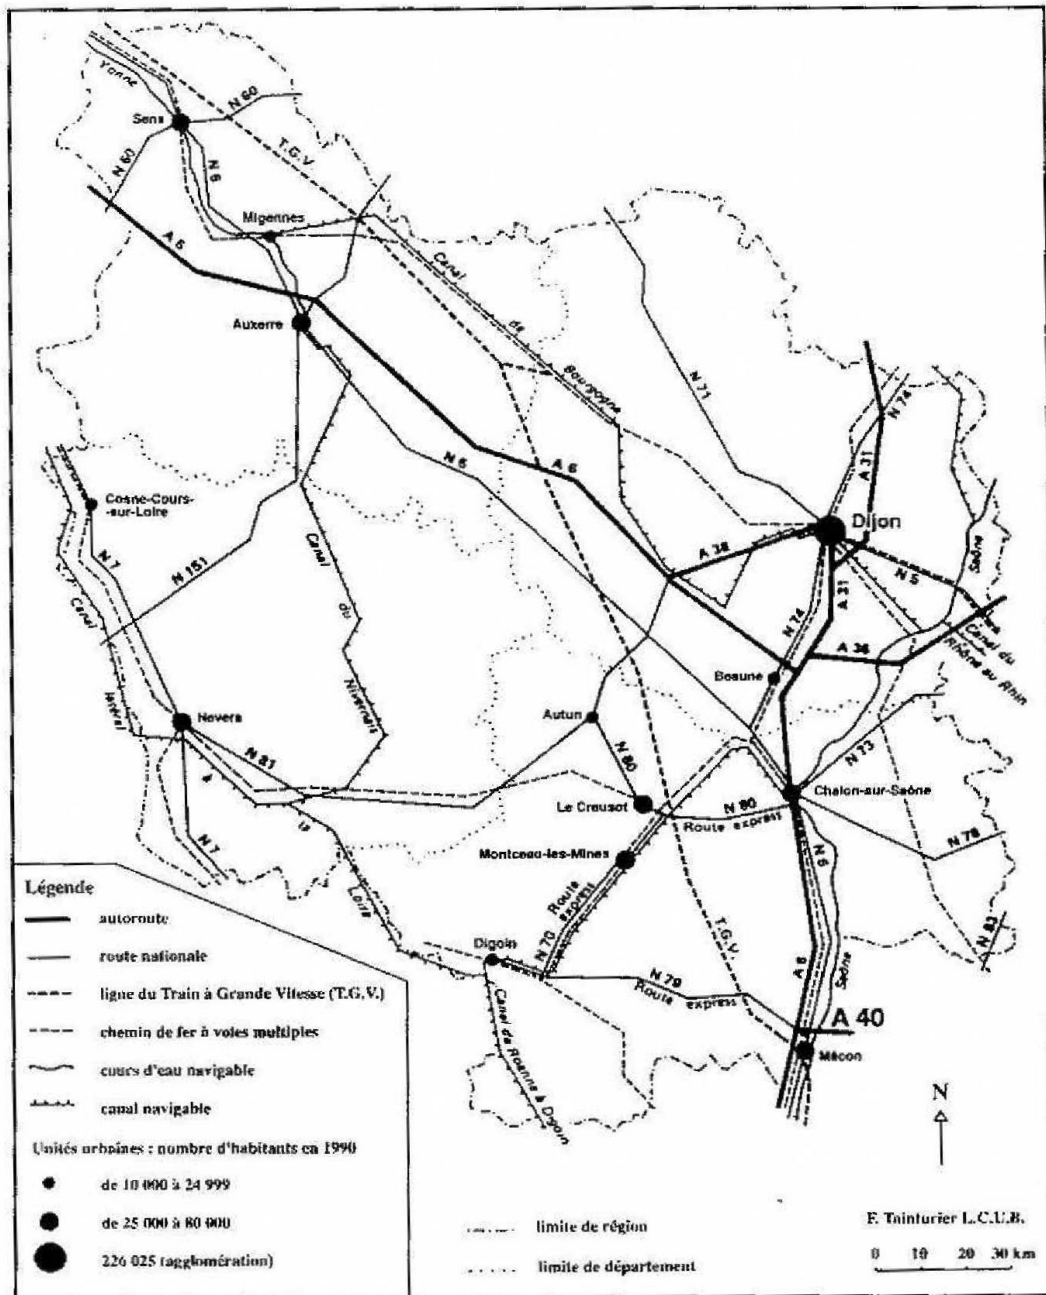 Yonne
Sens
N 60
N 60
T.G.V.
N 6
Migennes
A 6
Auxerre
Canal
de
Bourgogne
N 71
N 74
A 31
N 6
A 6
Cosne-Cours-
-sur-Loire
Dijon
A 38
N 5
Saône
N 7
N 151
Canal
du
Nivernais
A 31
N 74
Canal
latéral
Canal du
Rhône au Rhin
A 36
Beaune
Nevers
Autun
N 81
N 80
N 73
à
la
Loire
Le Creusot
N 80
Route express
Chalon-sur-Saône
N 78
N 7
Montceau-les-Mines
N 6
Route
express
N 70
T.G.V.
N 83
Digoin
N 79
Route express
A 6
Saône
A 40
Canal de Roanne à Digoin
Mâcon
N
Légende
autoroute
route nationale
ligne du Train à Grande Vitesse (T.G.V.)
chemin de fer à voies multiples
cours d'eau navigable
canal navigable
Unités urbaines : nombre d'habitants en 1990
de 10 000 à 24 999
de 25 000 à 80 000
226 025 (agglomération)
limite de région
limite de département
F. Tainturier L.C.U.B.
0 10 20 30 km